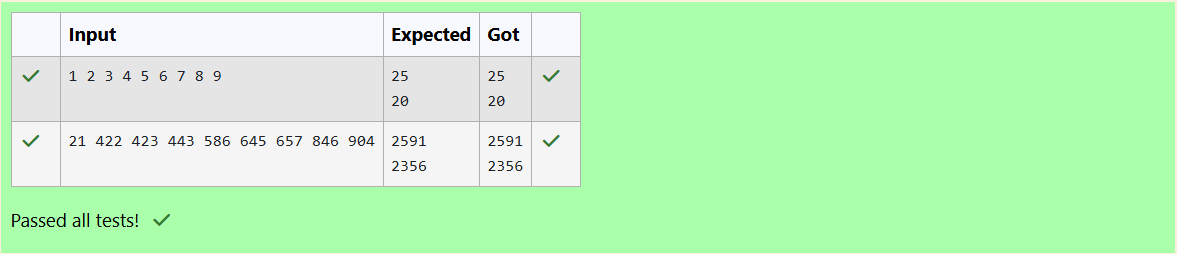 Input Expected Got
1 2 3 4 5 6 7 8 9 25 25
20 20
21 422 423 443 586 645 657 846 904 2591 2591
2356 2356
Passed all tests!